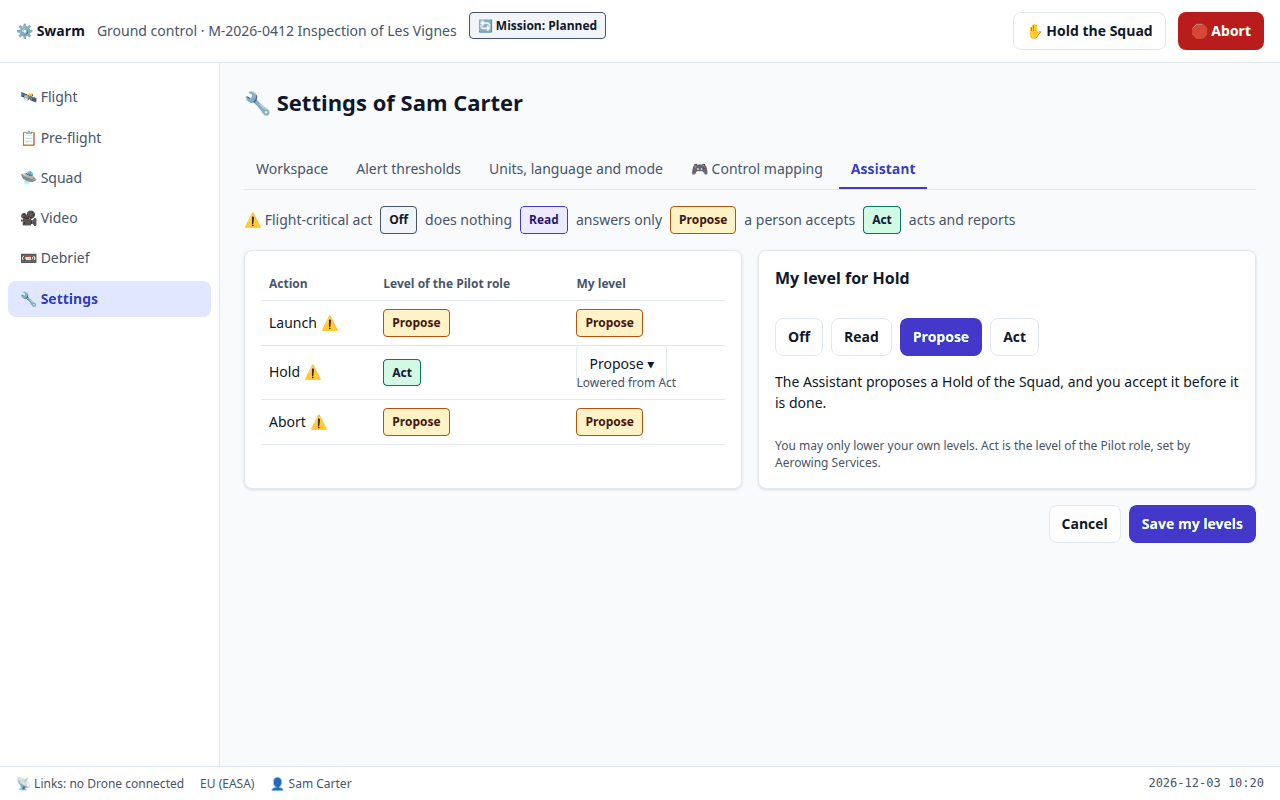 ⚙️ Swarm Ground control · M-2026-0412 Inspection of Les Vignes 🔄 Mission: Planned ✋ Hold the Squad 🛑 Abort
🛰️ Flight
📋 Pre-flight
🛸 Squad
🎥 Video
📼 Debrief
🔧 Settings
🔧 Settings of Sam Carter
Workspace Alert thresholds Units, language and mode 🎮 Control mapping Assistant
⚠️ Flight-critical act Off does nothing Read answers only Propose a person accepts Act acts and reports
Action Level of the Pilot role My level
Launch ⚠️ Propose Propose
Hold ⚠️ Act Propose ▾
Lowered from Act
Abort ⚠️ Propose Propose
My level for Hold
Off Read Propose Act
The Assistant proposes a Hold of the Squad, and you accept it before it
is done.
You may only lower your own levels. Act is the level of the Pilot role, set by
Aerowing Services.
Cancel Save my levels
📡 Links: no Drone connected EU (EASA) 👤 Sam Carter 2026-12-03 10:20